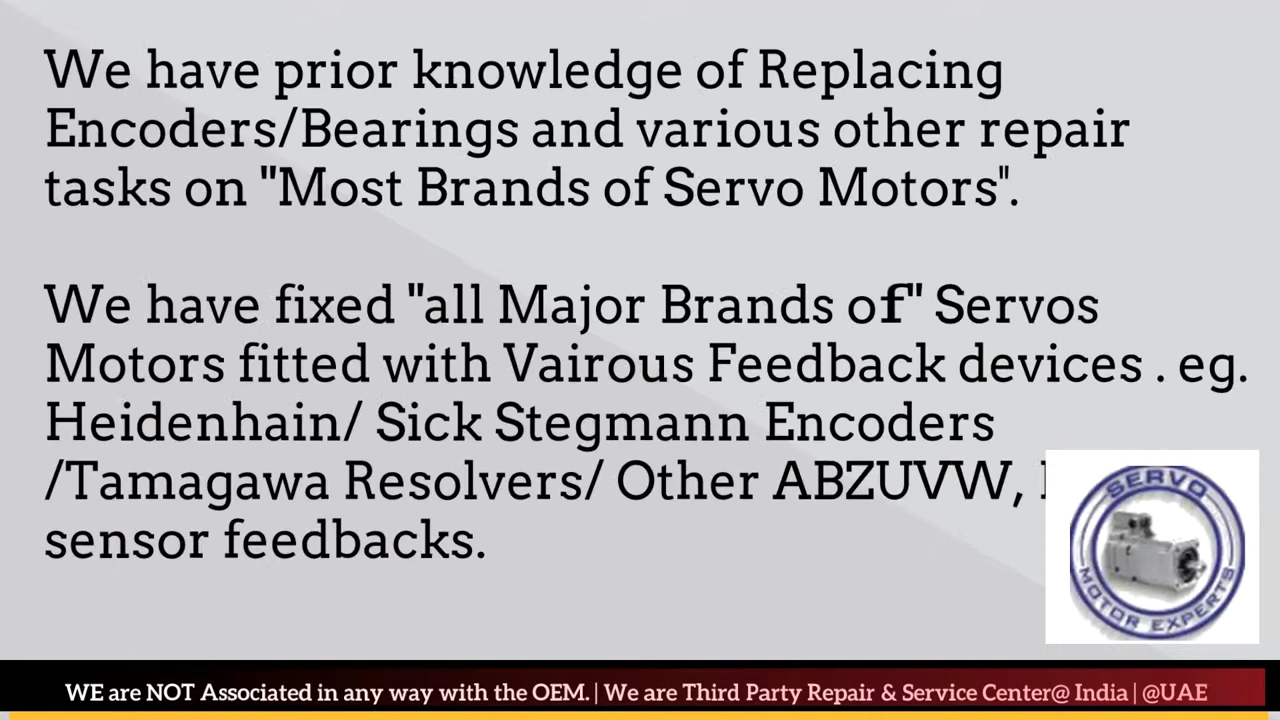 We have prior knowledge of Replacing
Encoders/Bearings and various other repair
tasks on "Most Brands of Servo Motors".
We have fixed "all Major Brands of" Servos
Motors fitted with Vairous Feedback devices . eg.
Heidenhain/ Sick Stegmann Encoders
/Tamagawa Resolvers/ Other ABZUVW,
sensor feedbacks.
SERVO
MOTOR EXPERTS
WE are NOT Associated in any way with the OEM. | We are Third Party Repair & Service Center@ India | @UAE